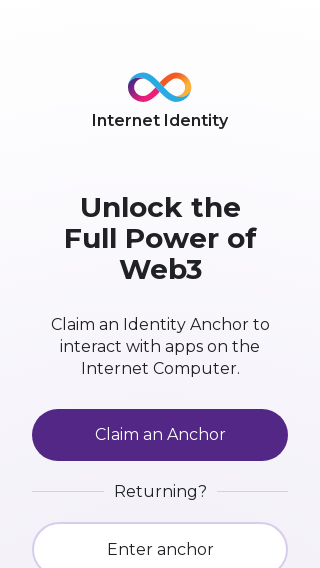 Internet Identity
Unlock the
Full Power of
Web3
Claim an Identity Anchor to
interact with apps on the
Internet Computer.
Claim an Anchor
Returning?
Enter anchor